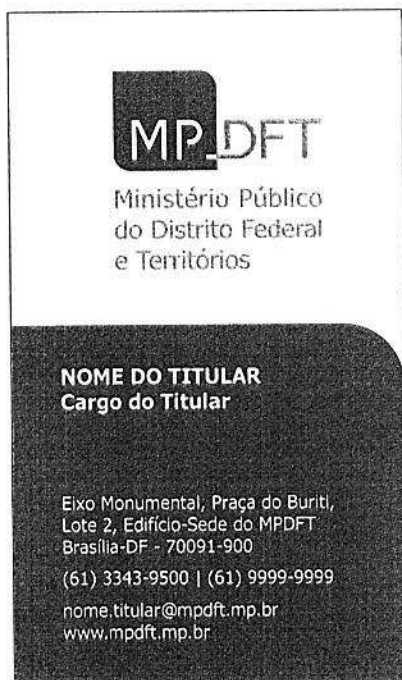 MP_DFT
Ministério Público
do Distrito Federal
e Territórios
NOME DO TITULAR
Cargo do Titular
Eixo Monumental, Praça do Buriti,
Lote 2, Edifício-Sede do MPDFT
Brasília-DF - 70091-900
(61) 3343-9500 | (61) 9999-9999
nome.titular@mpdft.mp.br
www.mpdft.mp.br